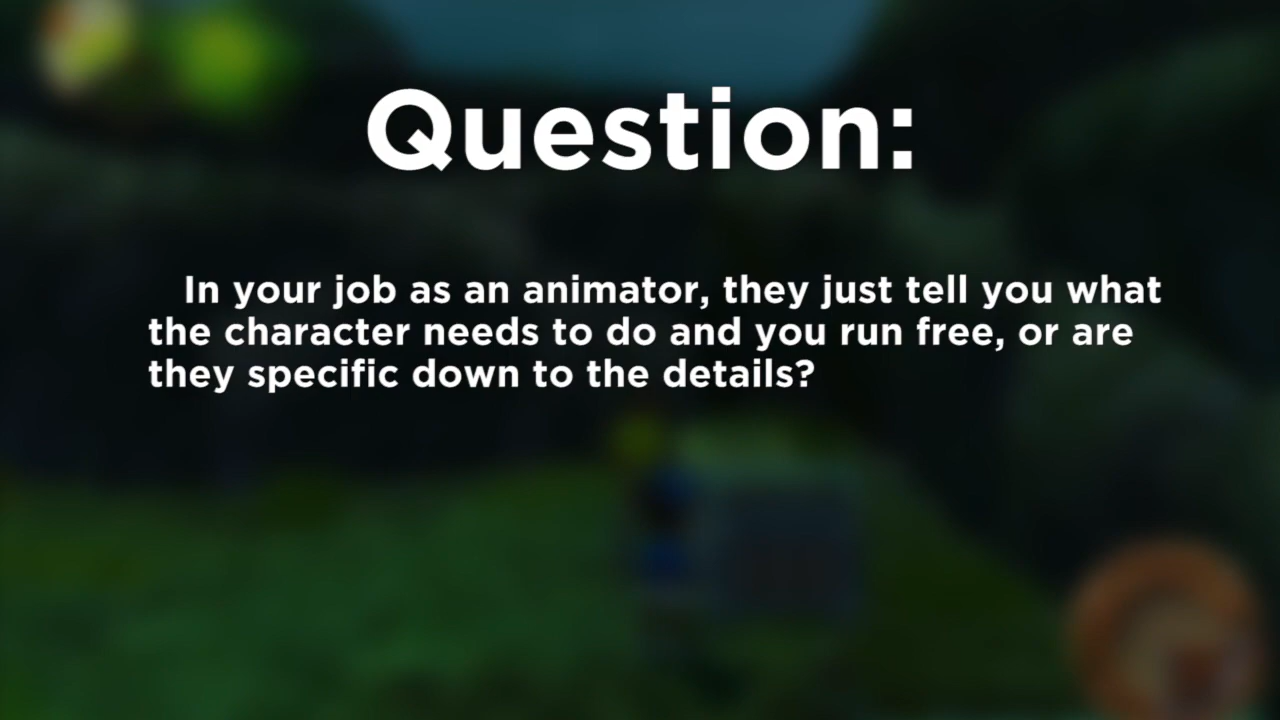 Question:
In your job as an animator, they just tell you what
the character needs to do and you run free, or are
they specific down to the details?